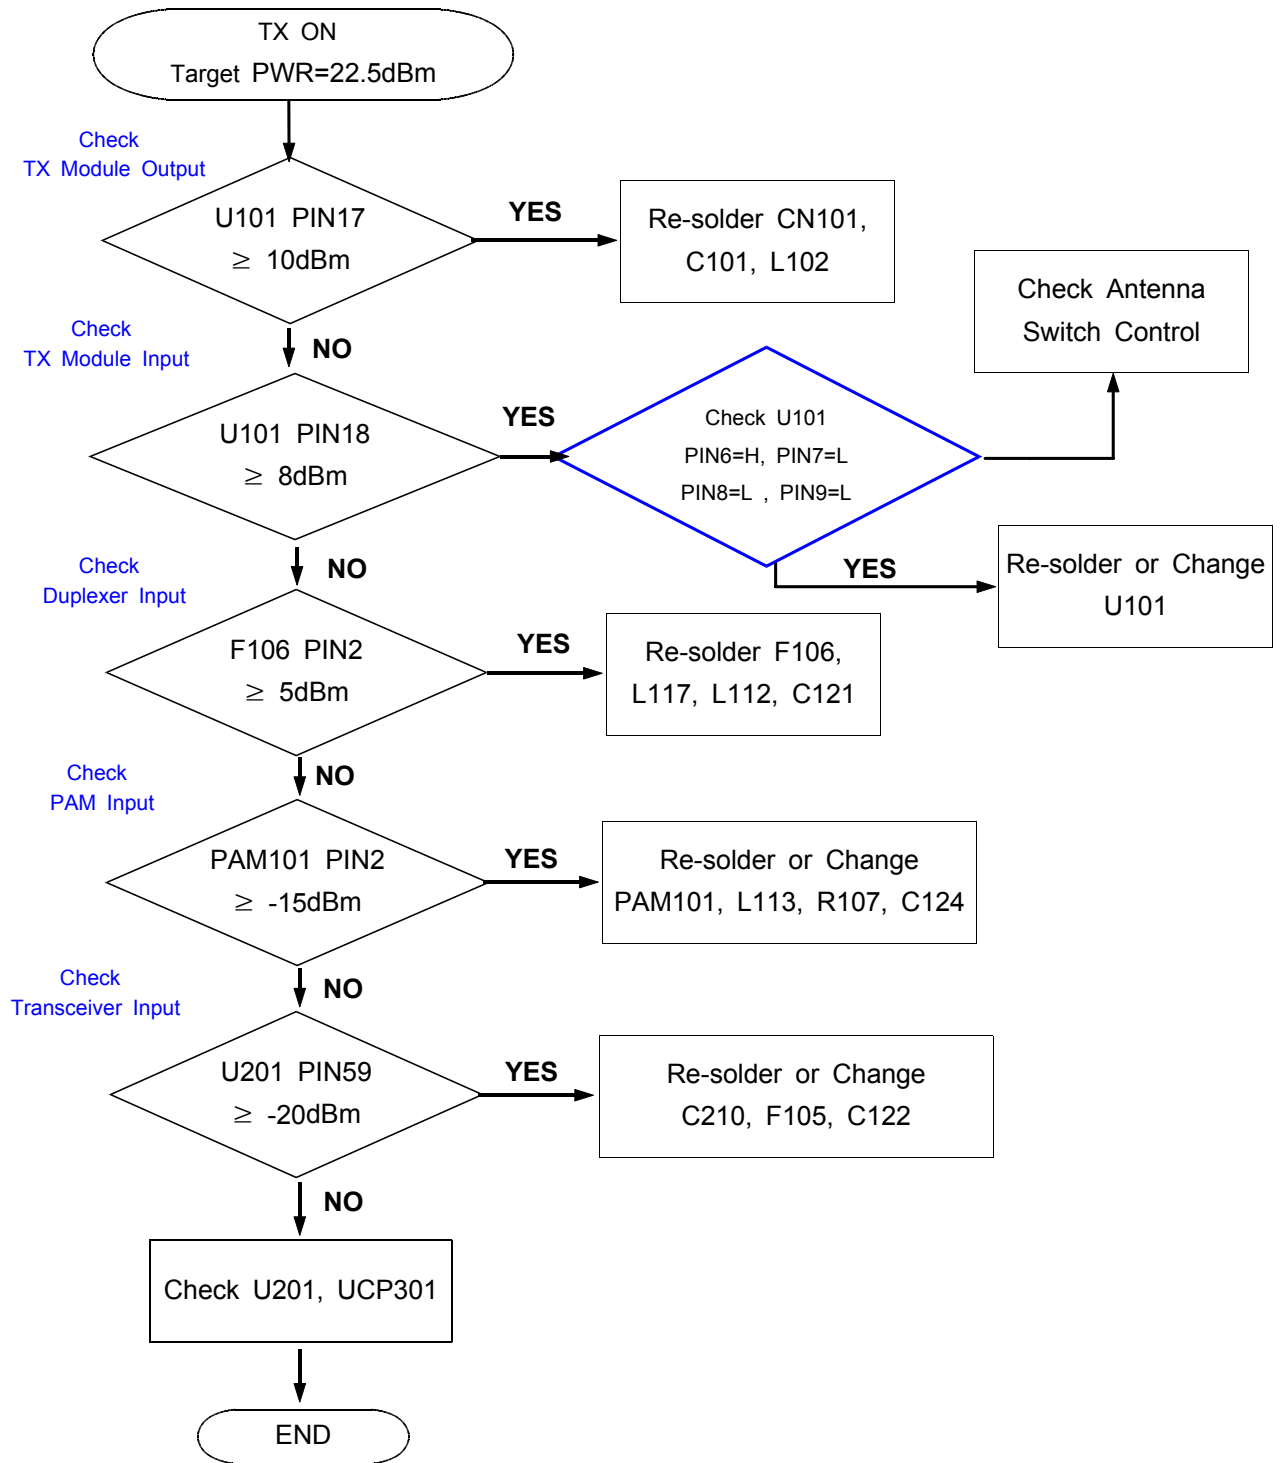 TX ON
Target PWR=22.5dBm
Check
TX Module Output
U101 PIN17
≥ 10dBm
YES
Re-solder CN101,
C101, L102
Check Antenna
Switch Control
Check
TX Module Input
NO
U101 PIN18
≥ 8dBm
YES
Check U101
PIN6=H, PIN7=L
PIN8=L , PIN9=L
YES
Re-solder or Change
U101
Check
Duplexer Input
NO
F106 PIN2
≥ 5dBm
YES
Re-solder F106,
L117, L112, C121
Check
PAM Input
NO
PAM101 PIN2
≥ -15dBm
YES
Re-solder or Change
PAM101, L113, R107, C124
Check
Transceiver Input
NO
U201 PIN59
≥ -20dBm
YES
Re-solder or Change
C210, F105, C122
NO
Check U201, UCP301
END